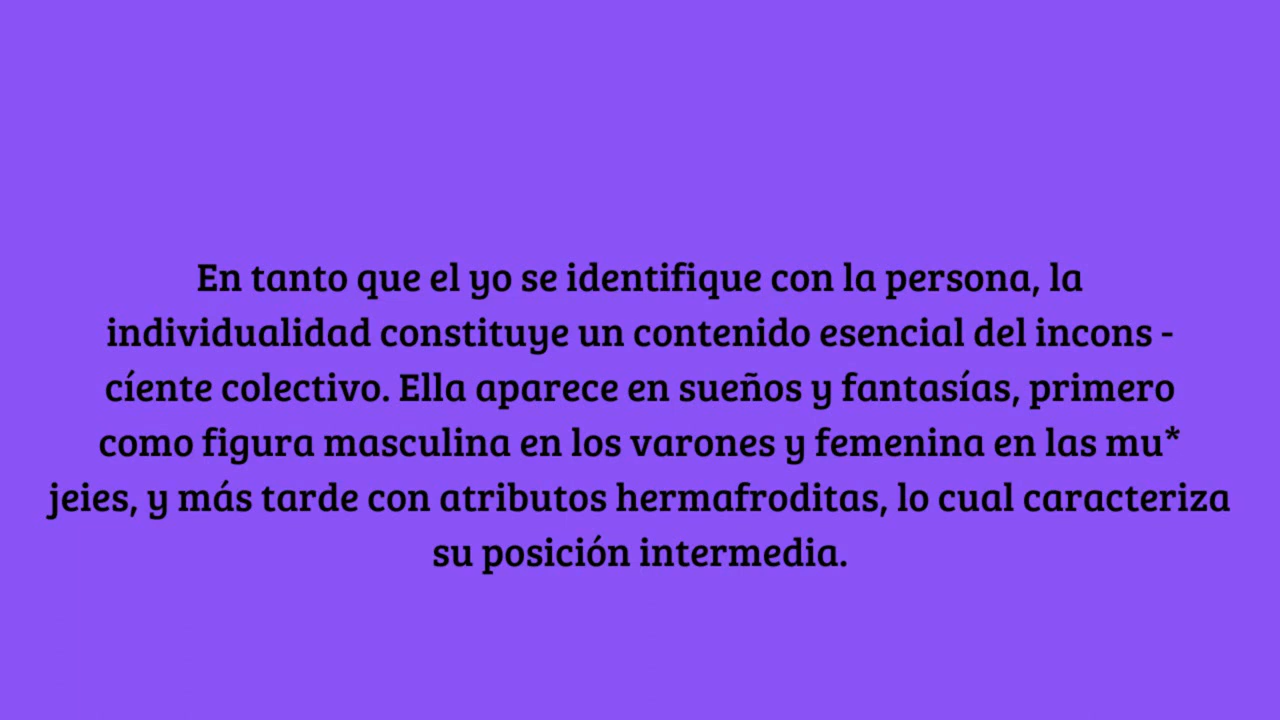 En tanto que el yo se identifique con la persona, la
individualidad constituye un contenido esencial del incons -
cíente colectivo. Ella aparece en sueños y fantasías, primero
como figura masculina en los varones y femenina en las mu*
jeies, y más tarde con atributos hermafroditas, lo cual caracteriza
su posición intermedia.